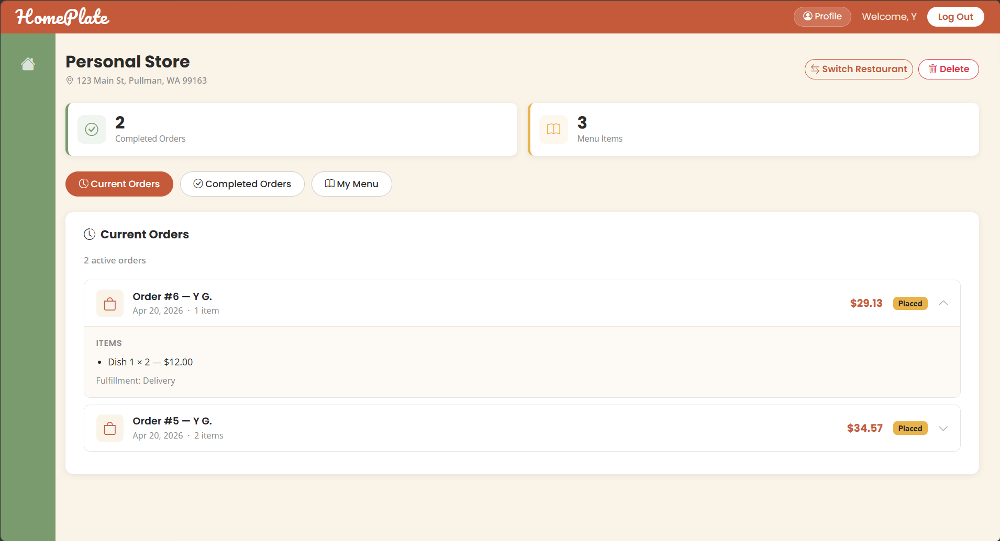 HomePlate
Profile
Welcome, Y
Log Out
Personal Store
123 Main St, Pullman, WA 99163
Switch Restaurant
Delete
2
Completed Orders
3
Menu Items
Current Orders
Completed Orders
My Menu
Current Orders
2 active orders
Order #6 — Y G.
Apr 20, 2026 · 1 item
$29.13
Placed
ITEMS
• Dish 1 × 2 — $12.00
Fulfillment: Delivery
Order #5 — Y G.
Apr 20, 2026 · 2 items
$34.57
Placed